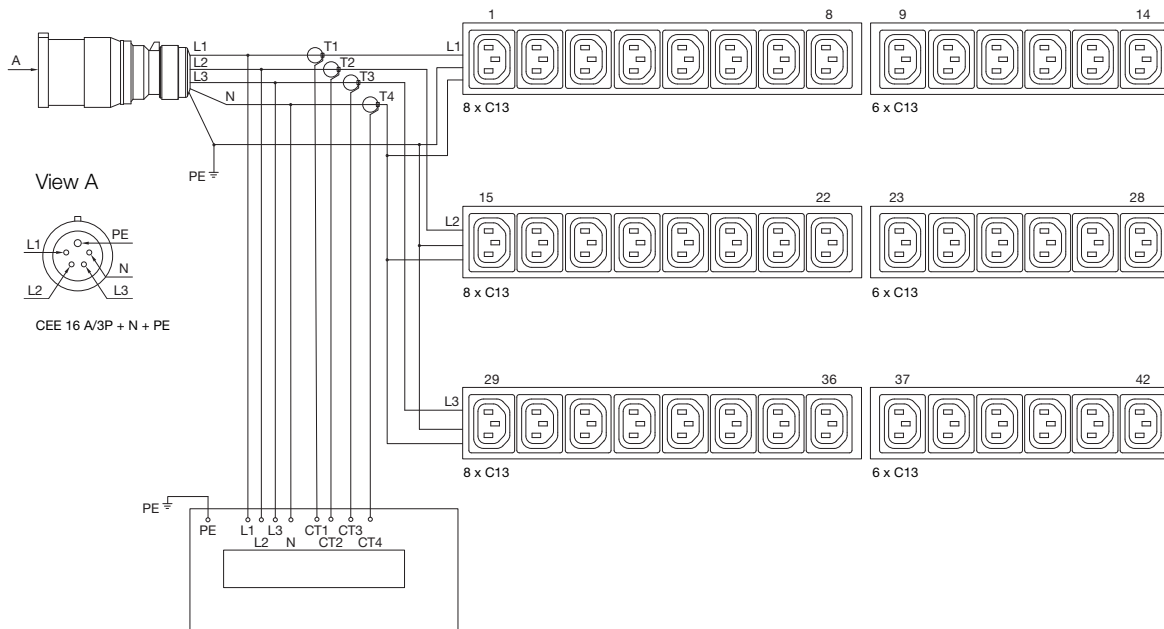 1 8 9 14
A
L1
L2
L3
N
T1
T2
T3
T4
L1
8 x C13 6 x C13
PE
View A
15 22 23 28
L2
8 x C13 6 x C13
L1
PE
N
L2
L3
CEE 16 A/3P + N + PE
29 36 37 42
L3
8 x C13 6 x C13
PE
PE L1 L3 CT1 CT3
L2 N CT2 CT4